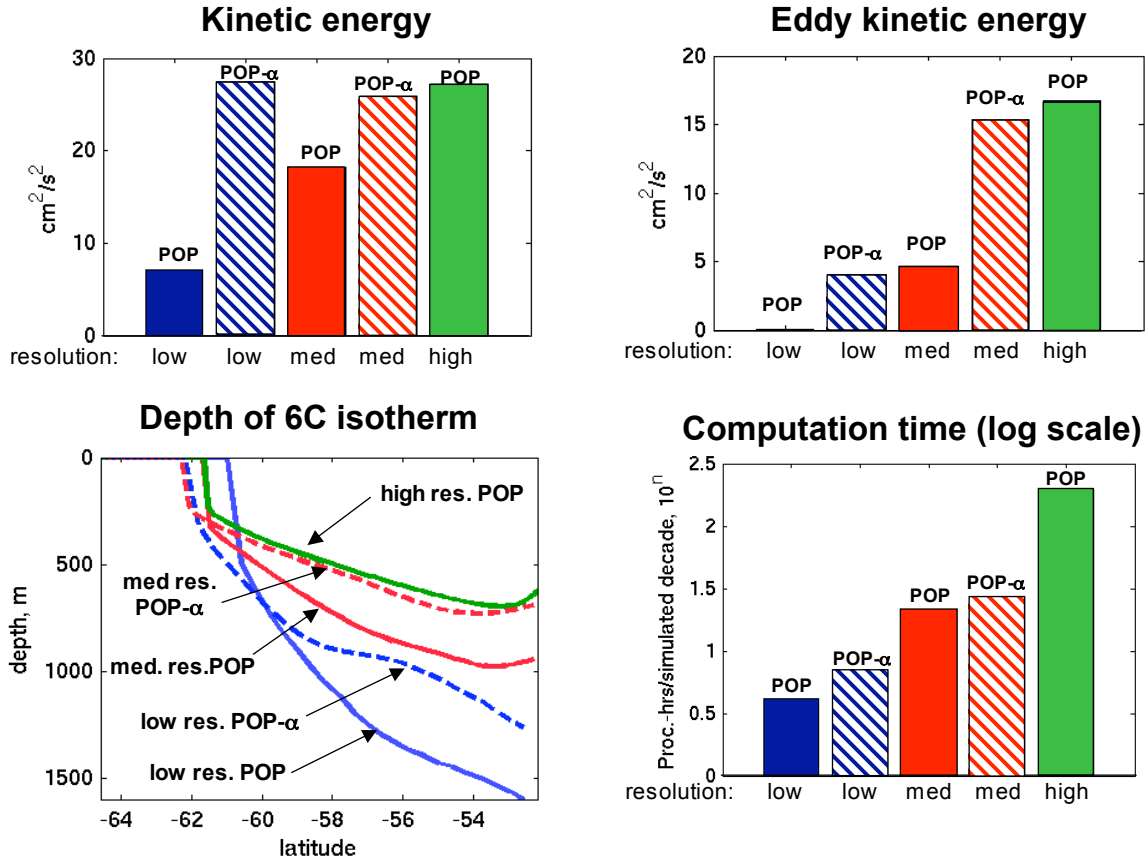 Kinetic energy
30
20
10
0
cm²/s²
POP
POP-α
POP
POP-α
POP
resolution: low low med med high
Eddy kinetic energy
20
15
10
5
0
cm²/s²
POP
POP-α
POP
POP-α
POP
resolution: low low med med high
Depth of 6C isotherm
0
500
1000
1500
depth, m
high res. POP
med res.
POP-α
med. res.POP
low res. POP-α
low res. POP
-64 -62 -60 -58 -56 -54
latitude
Computation time (log scale)
2.5
2
1.5
1
0.5
0
Proc.-hrs/simulated decade, 10ⁿ
POP
POP-α
POP
POP-α
POP
resolution: low low med med high